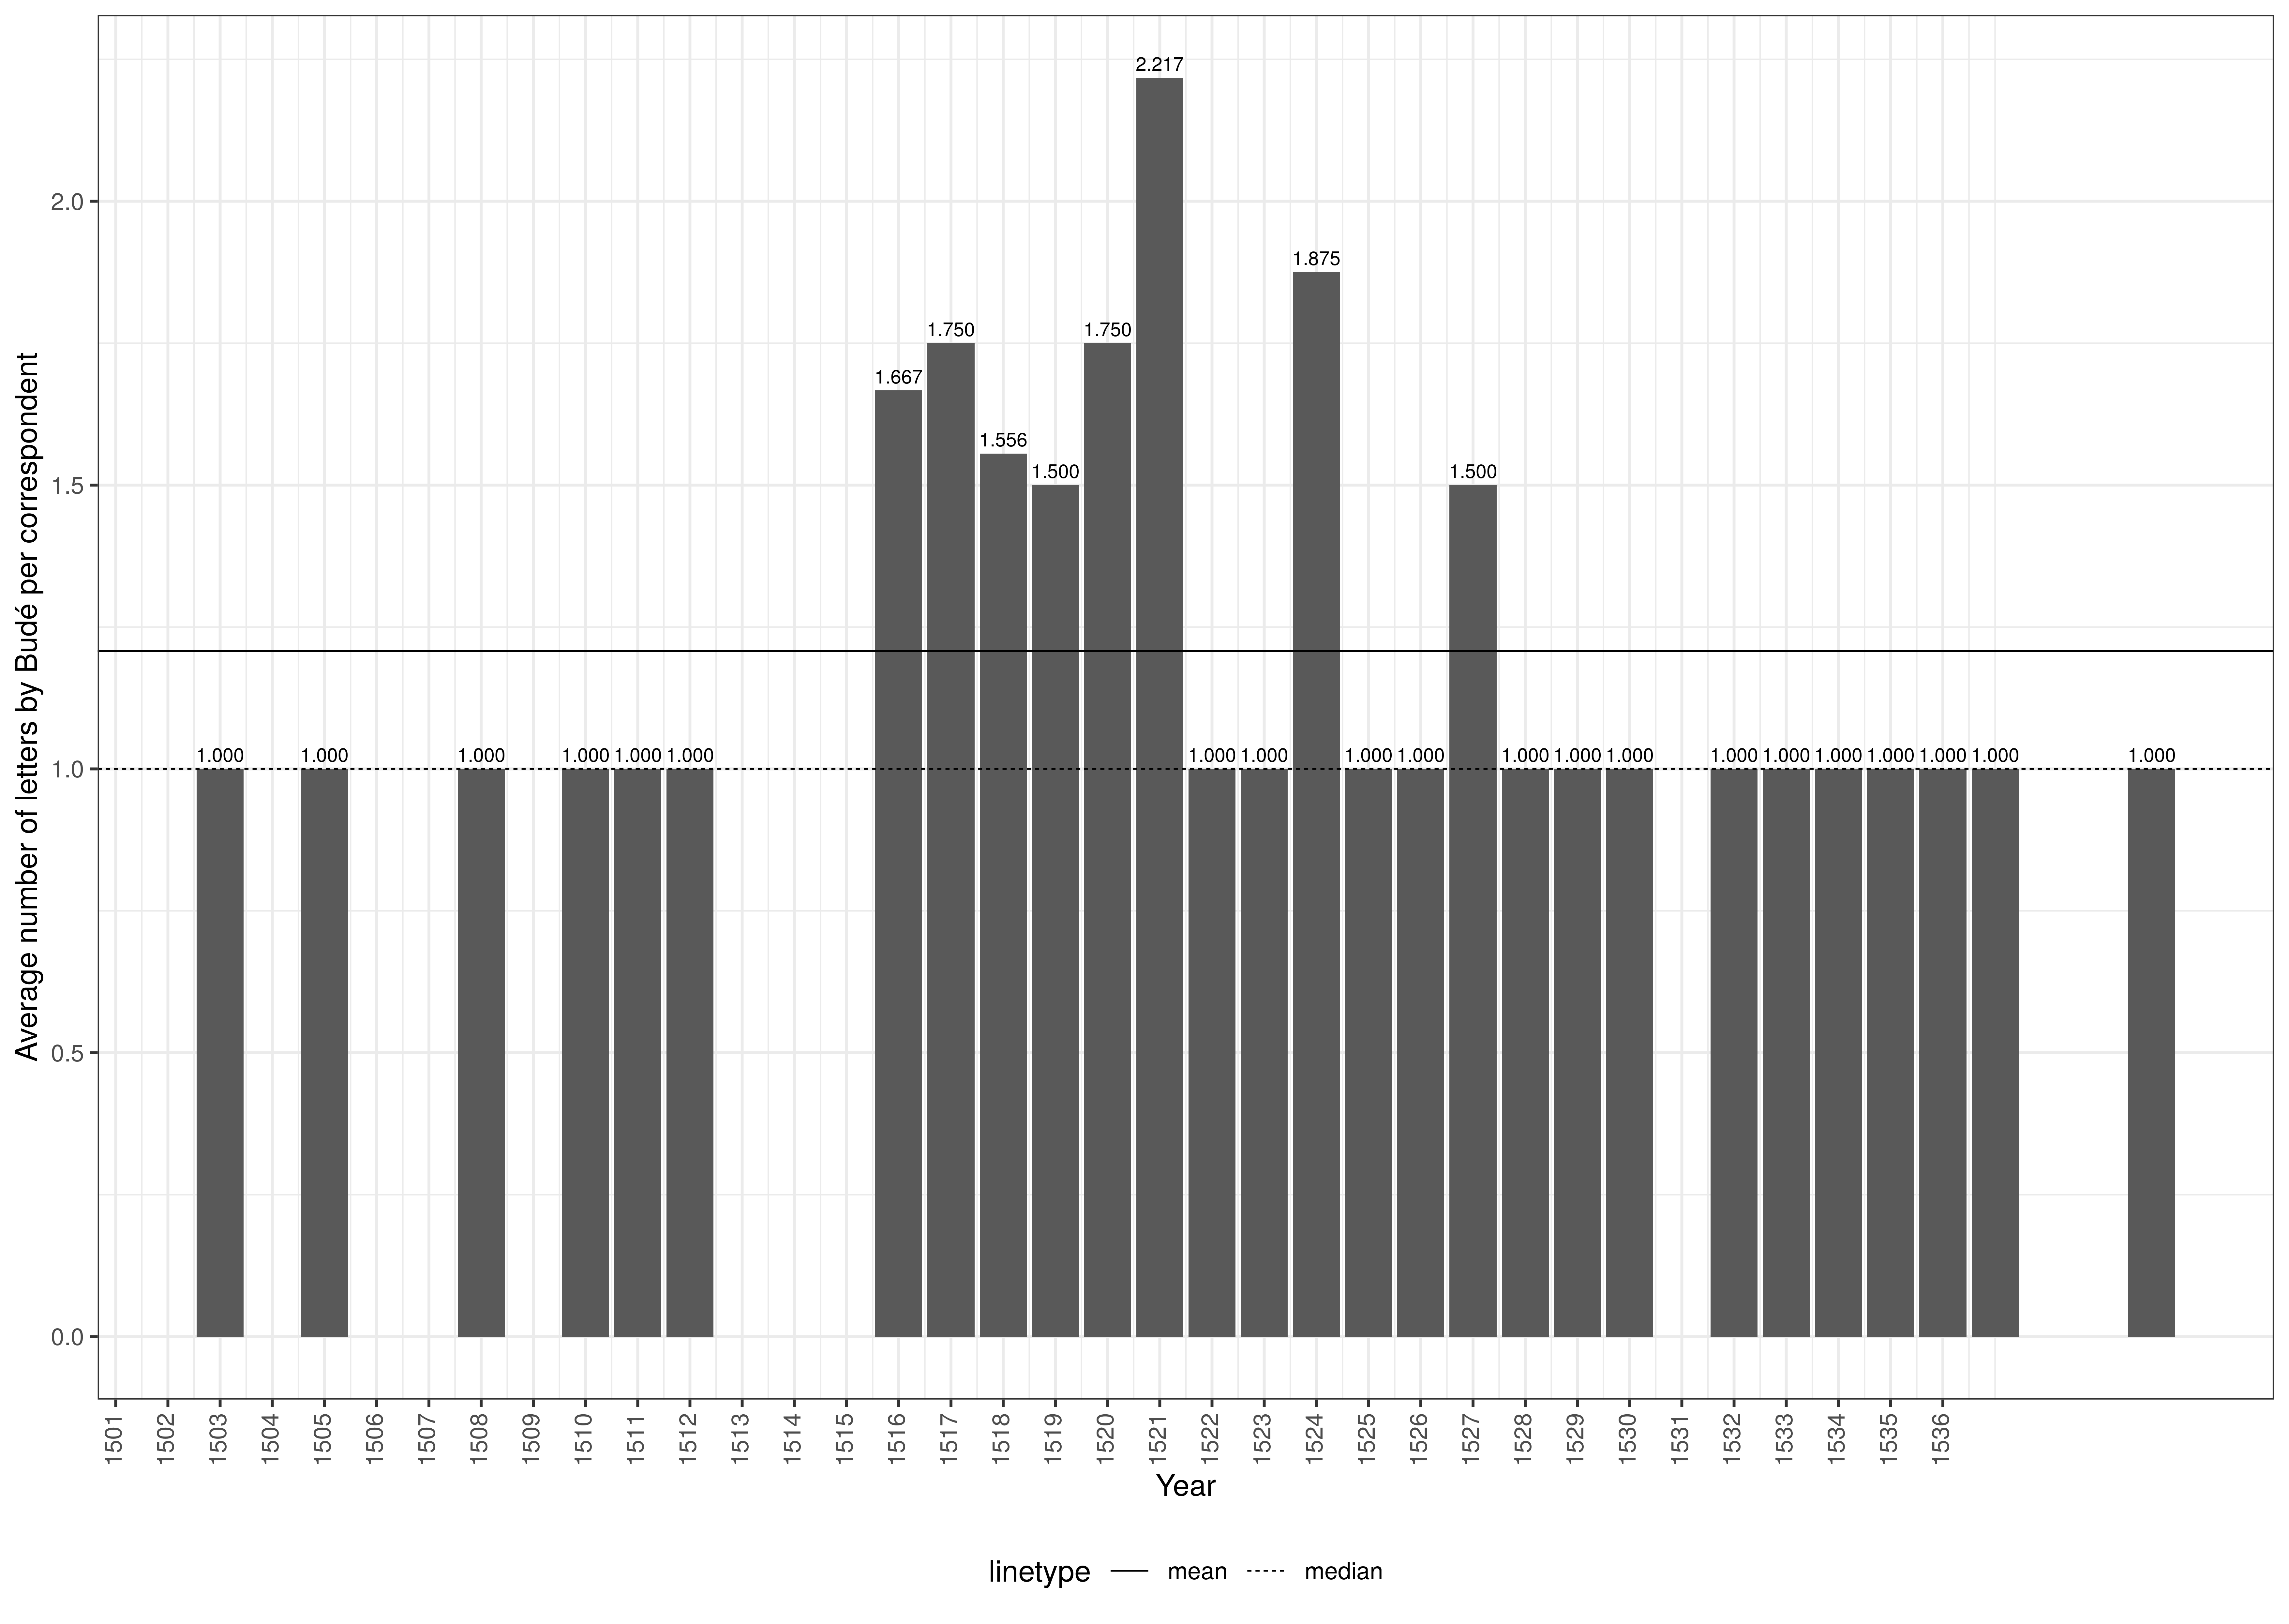 Average number of letters by Budé per correspondent
2.217
2.0
1.875
1.750 1.750
1.667
1.556
1.500 1.500
1.5
1.000 1.000 1.000 1.000 1.000 1.000 1.000 1.000 1.000 1.000 1.000 1.000 1.000 1.000 1.000 1.000 1.000 1.000 1.000 1.000
1.0
0.5
0.0
1501 1502 1503 1504 1505 1506 1507 1508 1509 1510 1511 1512 1513 1514 1515 1516 1517 1518 1519 1520 1521 1522 1523 1524 1525 1526 1527 1528 1529 1530 1531 1532 1533 1534 1535 1536
Year
linetype mean median